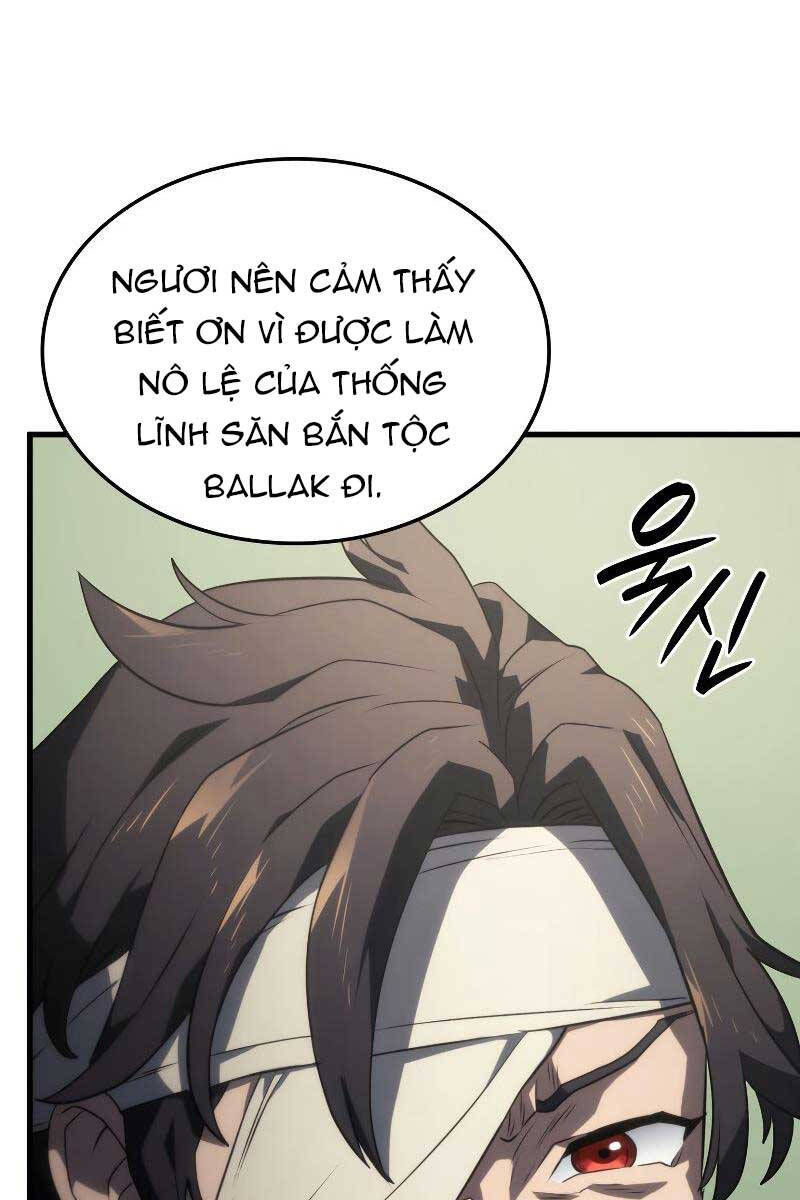 NGƯƠI NÊN CẢM THẤY
BIẾT ƠN VÌ ĐƯỢC LÀM
NÔ LỆ CỦA THỐNG
LĨNH SĂN BẮN TỘC
BALLAK ĐI.
욱신